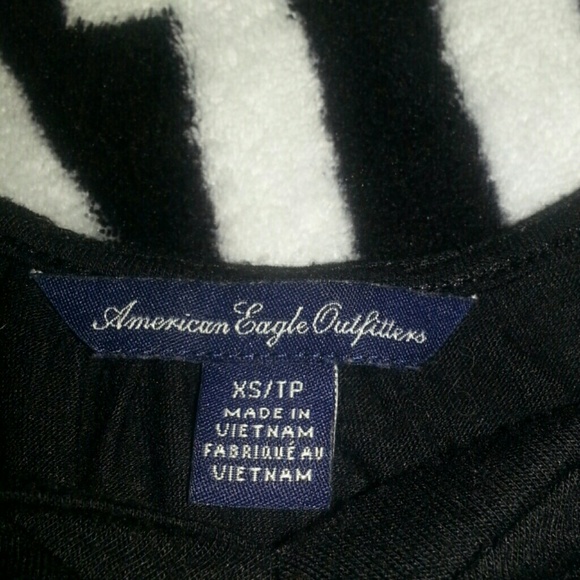 American Eagle Outfitters
XS/TP
MADE IN
VIETNAM
FABRIQUÉ AU
VIETNAM